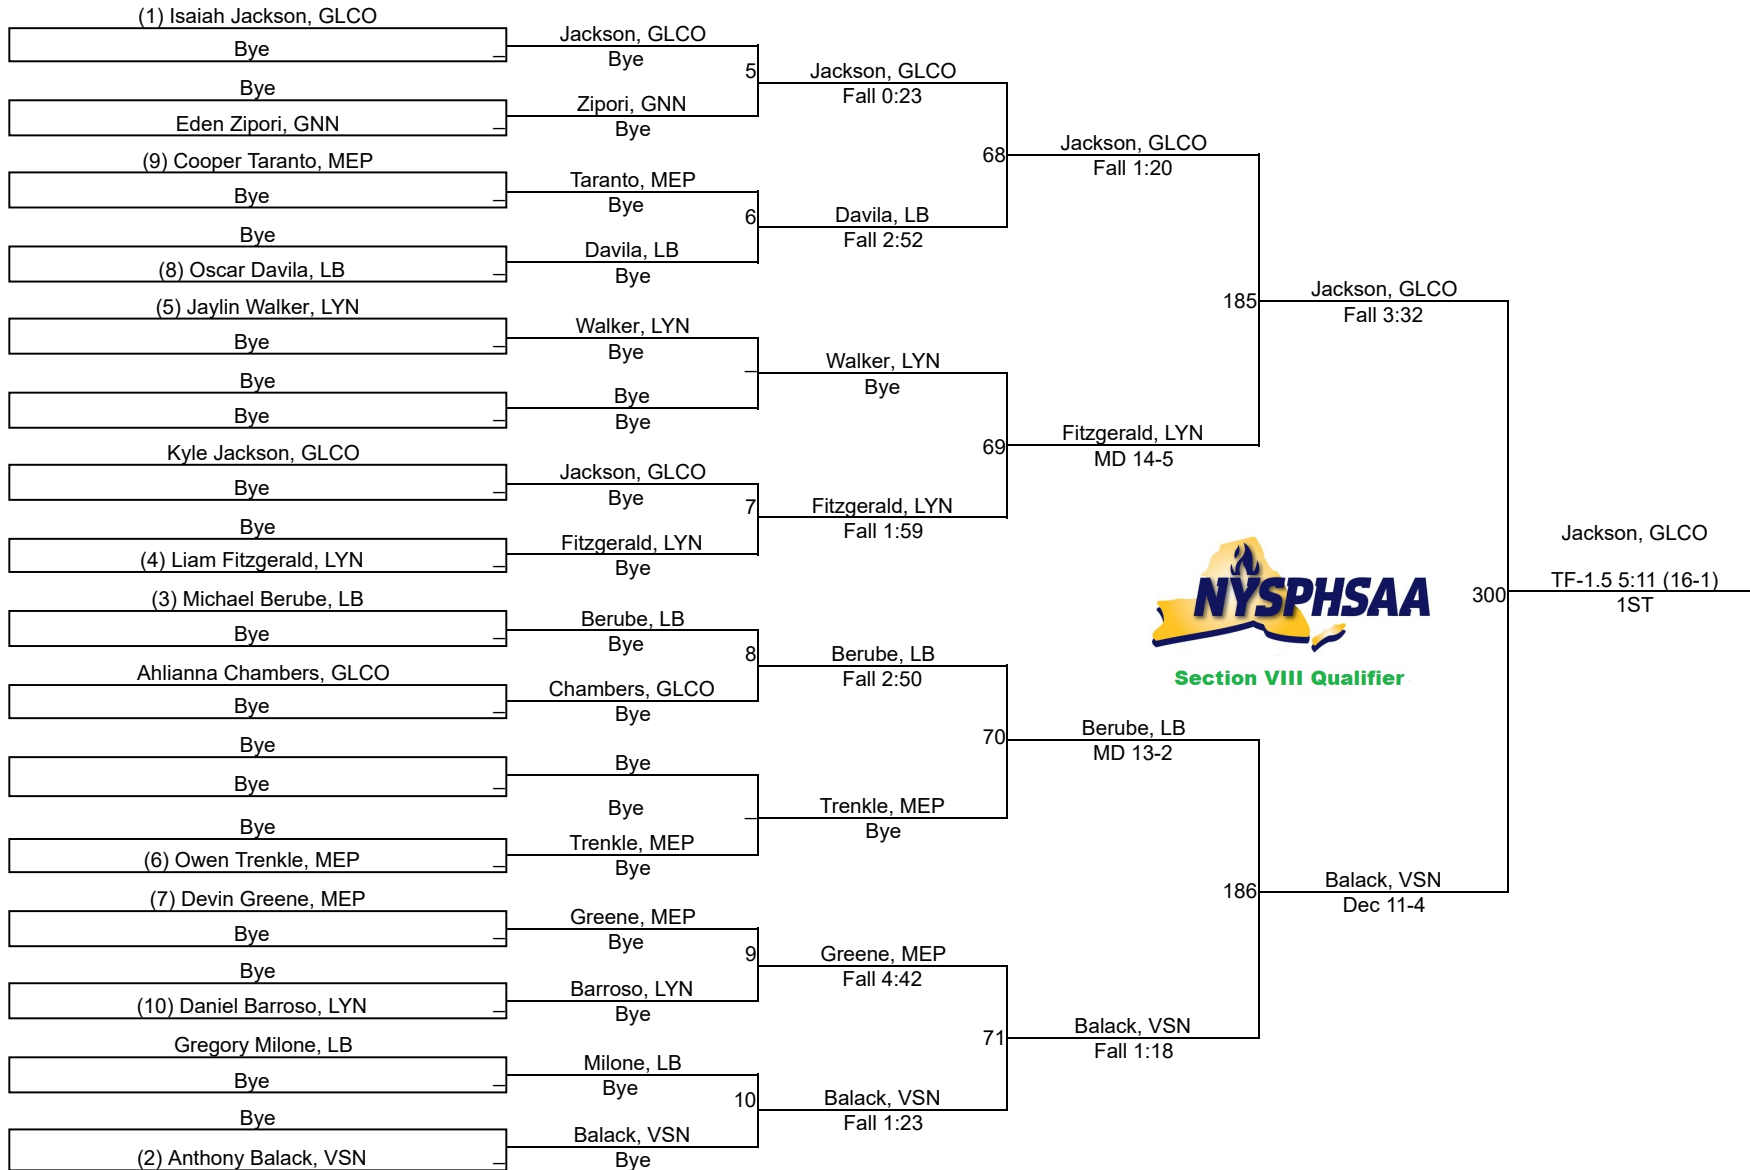 (1) Isaiah Jackson, GLCO
Bye
Bye
Eden Zipori, GNN
(9) Cooper Taranto, MEP
Bye
Bye
(8) Oscar Davila, LB
(5) Jaylin Walker, LYN
Bye
Bye
Bye
Kyle Jackson, GLCO
Bye
Bye
(4) Liam Fitzgerald, LYN
(3) Michael Berube, LB
Bye
Ahlianna Chambers, GLCO
Bye
Bye
Bye
Bye
(6) Owen Trenkle, MEP
(7) Devin Greene, MEP
Bye
Bye
(10) Daniel Barroso, LYN
Gregory Milone, LB
Bye
Bye
(2) Anthony Balack, VSN
Jackson, GLCO
Bye
5
Zipori, GNN
Bye
Taranto, MEP
Bye
6
Davila, LB
Bye
Walker, LYN
Bye
Bye
Bye
Jackson, GLCO
Bye
7
Fitzgerald, LYN
Bye
Berube, LB
Bye
8
Chambers, GLCO
Bye
Bye
Bye
Trenkle, MEP
Bye
Greene, MEP
Bye
9
Barroso, LYN
Bye
Milone, LB
Bye
10
Balack, VSN
Bye
Jackson, GLCO
Fall 0:23
68
Davila, LB
Fall 2:52
Walker, LYN
Bye
69
Fitzgerald, LYN
Fall 1:59
Berube, LB
Fall 2:50
70
Trenkle, MEP
Bye
Greene, MEP
Fall 4:42
71
Balack, VSN
Fall 1:23
Jackson, GLCO
Fall 1:20
185
Fitzgerald, LYN
MD 14-5
NYSPHSAA
Section VIII Qualifier
Berube, LB
MD 13-2
186
Balack, VSN
Fall 1:18
Jackson, GLCO
Fall 3:32
300
Balack, VSN
Dec 11-4
Jackson, GLCO
TF-1.5 5:11 (16-1)
1ST